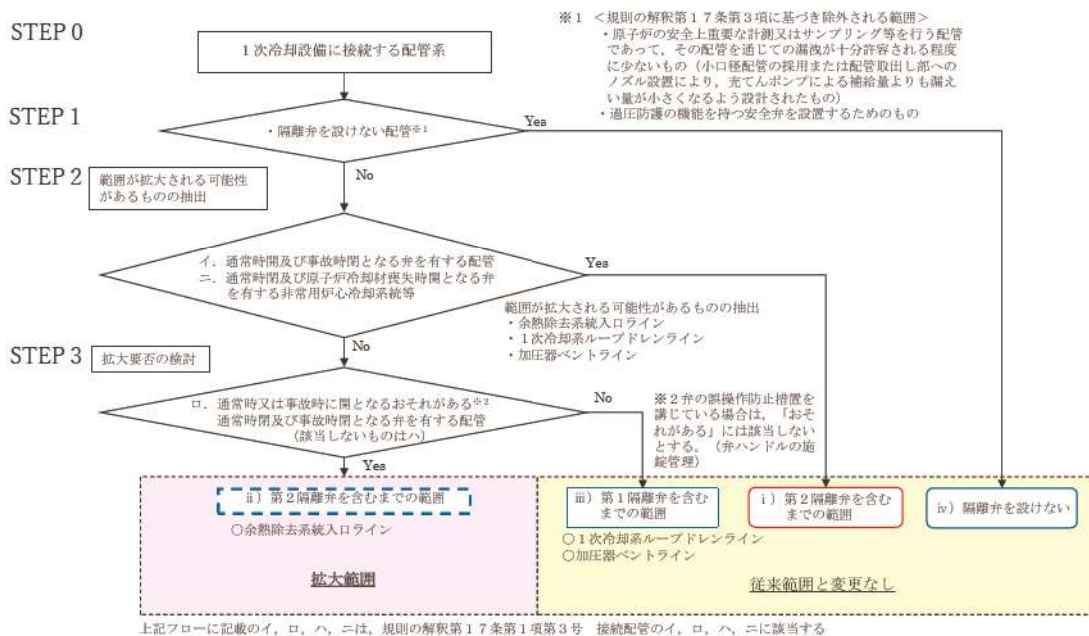 STEP 0
1次冷却設備に接続する配管系
※1 <規則の解釈第17条第3項に基づき除外される範囲>
・原子炉の安全上重要な計測又はサンプリング等を行う配管
であって,その配管を通じての漏洩が十分許容される程度
に少ないもの(小口径配管の採用または配管取出し部への
ノズル設置により,充てんポンプによる補給量よりも漏え
い量が小さくなるよう設計されたもの)
・過圧防護の機能を持つ安全弁を設置するためのもの
STEP 1
・隔離弁を設けない配管※1
Yes
No
STEP 2
範囲が拡大される可能性
があるものの抽出
イ.通常時開及び事故時閉となる弁を有する配管
ニ.通常時閉及び原子炉冷却材喪失時開となる弁
を有する非常用炉心冷却系統等
Yes
No
範囲が拡大される可能性があるものの抽出
・余熱除去系統入口ライン
・1次冷却系ループドレンライン
・加圧器ベントライン
STEP 3
拡大要否の検討
ロ.通常時又は事故時に開となるおそれがある※2
通常時閉及び事故時閉となる弁を有する配管
(該当しないものはハ)
No
Yes
※2弁の誤操作防止措置を
講じている場合は,「おそ
れがある」には該当しない
とする。(弁ハンドルの施
錠管理)
ⅱ)第2隔離弁を含むまでの範囲
○余熱除去系統入口ライン
拡大範囲
ⅲ)第1隔離弁を含む
までの範囲
○1次冷却系ループドレンライン
○加圧器ベントライン
ⅰ)第2隔離弁を含む
までの範囲
ⅳ)隔離弁を設けない
従来範囲と変更なし
上記フローに記載のイ,ロ,ハ,ニは,規則の解釈第17条第1項第3号 接続配管のイ,ロ,ハ,ニに該当する